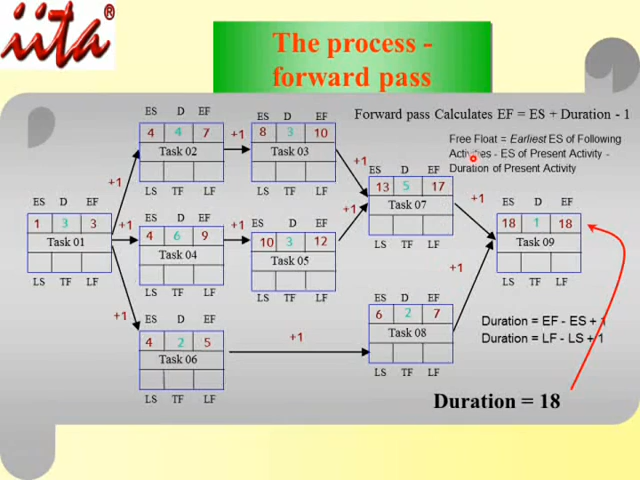 iita®
The process -
forward pass
Forward pass Calculates EF = ES + Duration - 1
Free Float = Earliest ES of Following
Activities - ES of Present Activity -
Duration of Present Activity
ES D EF
4 4 7
Task 02
LS TF LF
+1
ES D EF
8 3 10
Task 03
LS TF LF
+1
+1
ES D EF
1 3 3
Task 01
LS TF LF
+1
ES D EF
4 6 9
Task 04
LS TF LF
+1
ES D EF
10 3 12
Task 05
LS TF LF
+1
ES D EF
13 5 17
Task 07
LS TF LF
+1
ES D EF
18 1 18
Task 09
LS TF LF
+1
ES D EF
4 2 5
Task 06
LS TF LF
+1
ES D EF
6 2 7
Task 08
LS TF LF
+1
Duration = EF - ES + 1
Duration = LF - LS + 1
Duration = 18